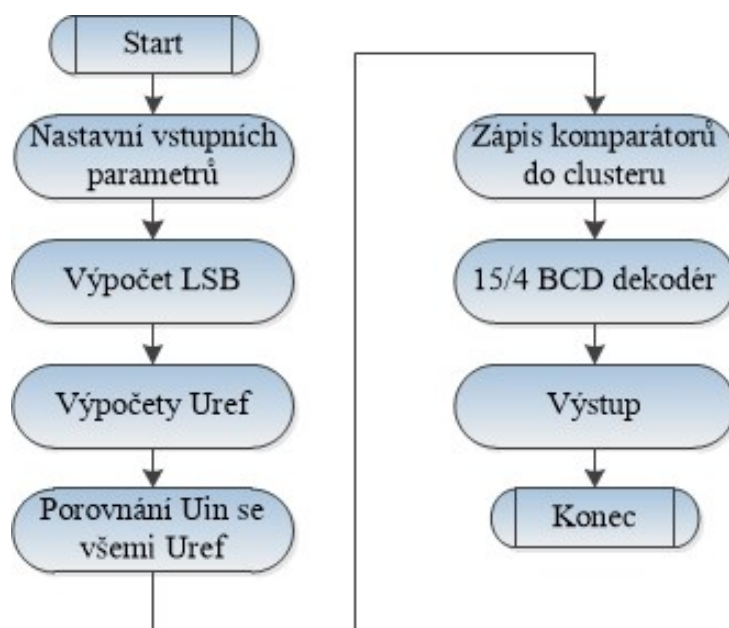 Start
Nastavní vstupních
parametrů
Výpočet LSB
Výpočety Uref
Porovnání Uin se
všemi Uref
Zápis komparátorů
do clusteru
15/4 BCD dekodér
Výstup
Konec